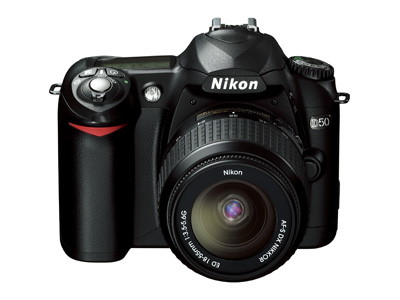 Nikon
D50
Nikon
AF-S DX NIKKOR
ED 18-55mm 1:3.5-5.6G